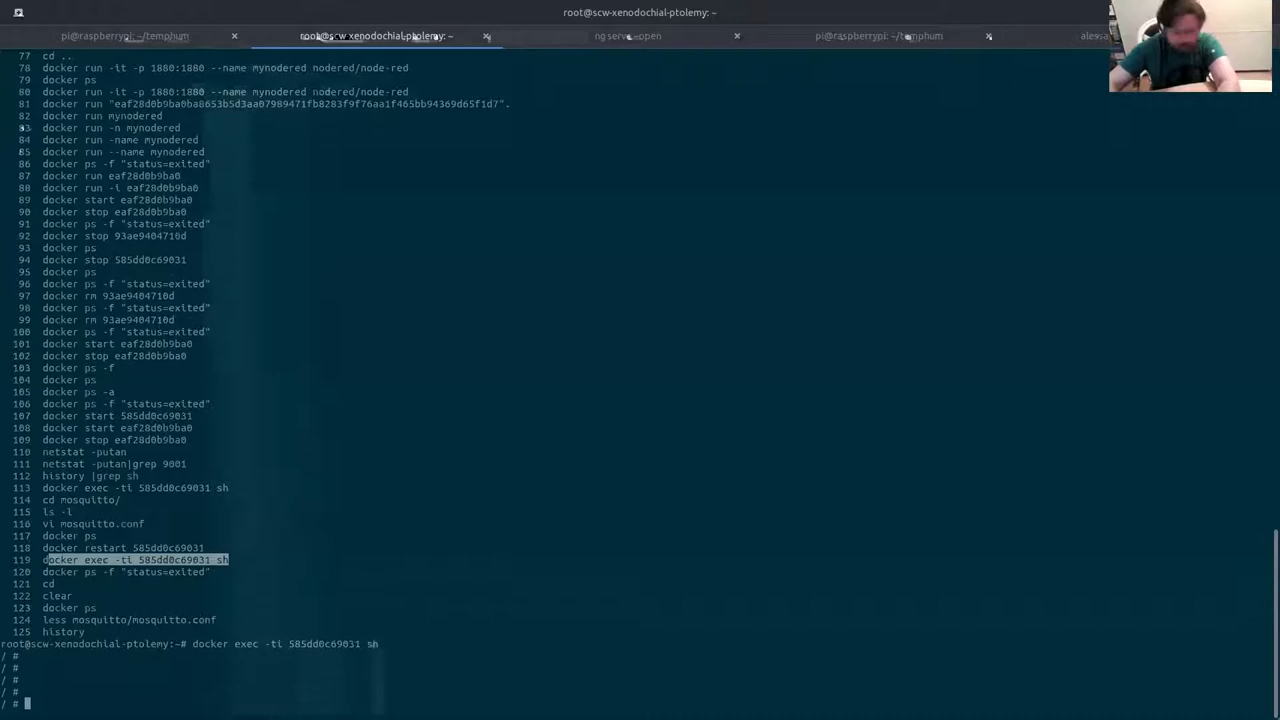 root@scw-xenodochial-ptolemy: ~
pi@raspberrypi: ~/temphum
root@scw-xenodochial-ptolemy: ~
ng serve --open
pi@raspberrypi: ~/temphum
77 cd ..
78 docker run -it -p 1880:1880 --name mynodered nodered/node-red
79 docker ps
80 docker run -it -p 1880:1880 --name mynodered nodered/node-red
81 docker run "eaf28d0b9ba0ba8653b5d3aa07989471fb8283f9f76aa1f465bb94369d65f1d7".
82 docker run mynodered
83 docker run -n mynodered
84 docker run -name mynodered
85 docker run --name mynodered
86 docker ps -f "status=exited"
87 docker run eaf28d0b9ba0
88 docker run -i eaf28d0b9ba0
89 docker start eaf28d0b9ba0
90 docker stop eaf28d0b9ba0
91 docker ps -f "status=exited"
92 docker stop 93ae9404710d
93 docker ps
94 docker stop 585dd0c69031
95 docker ps
96 docker ps -f "status=exited"
97 docker rm 93ae9404710d
98 docker ps -f "status=exited"
99 docker rm 93ae9404710d
100 docker ps -f "status=exited"
101 docker start eaf28d0b9ba0
102 docker stop eaf28d0b9ba0
103 docker ps -f
104 docker ps
105 docker ps -a
106 docker ps -f "status=exited"
107 docker start 585dd0c69031
108 docker start eaf28d0b9ba0
109 docker stop eaf28d0b9ba0
110 netstat -putan
111 netstat -putan|grep 9001
112 history |grep sh
113 docker exec -ti 585dd0c69031 sh
114 cd mosquitto/
115 ls -l
116 vi mosquitto.conf
117 docker ps
118 docker restart 585dd0c69031
119 docker exec -ti 585dd0c69031 sh
120 docker ps -f "status=exited"
121 cd
122 clear
123 docker ps
124 less mosquitto/mosquitto.conf
125 history
root@scw-xenodochial-ptolemy:~# docker exec -ti 585dd0c69031 sh
/ #
/ #
/ #
/ #
/ #